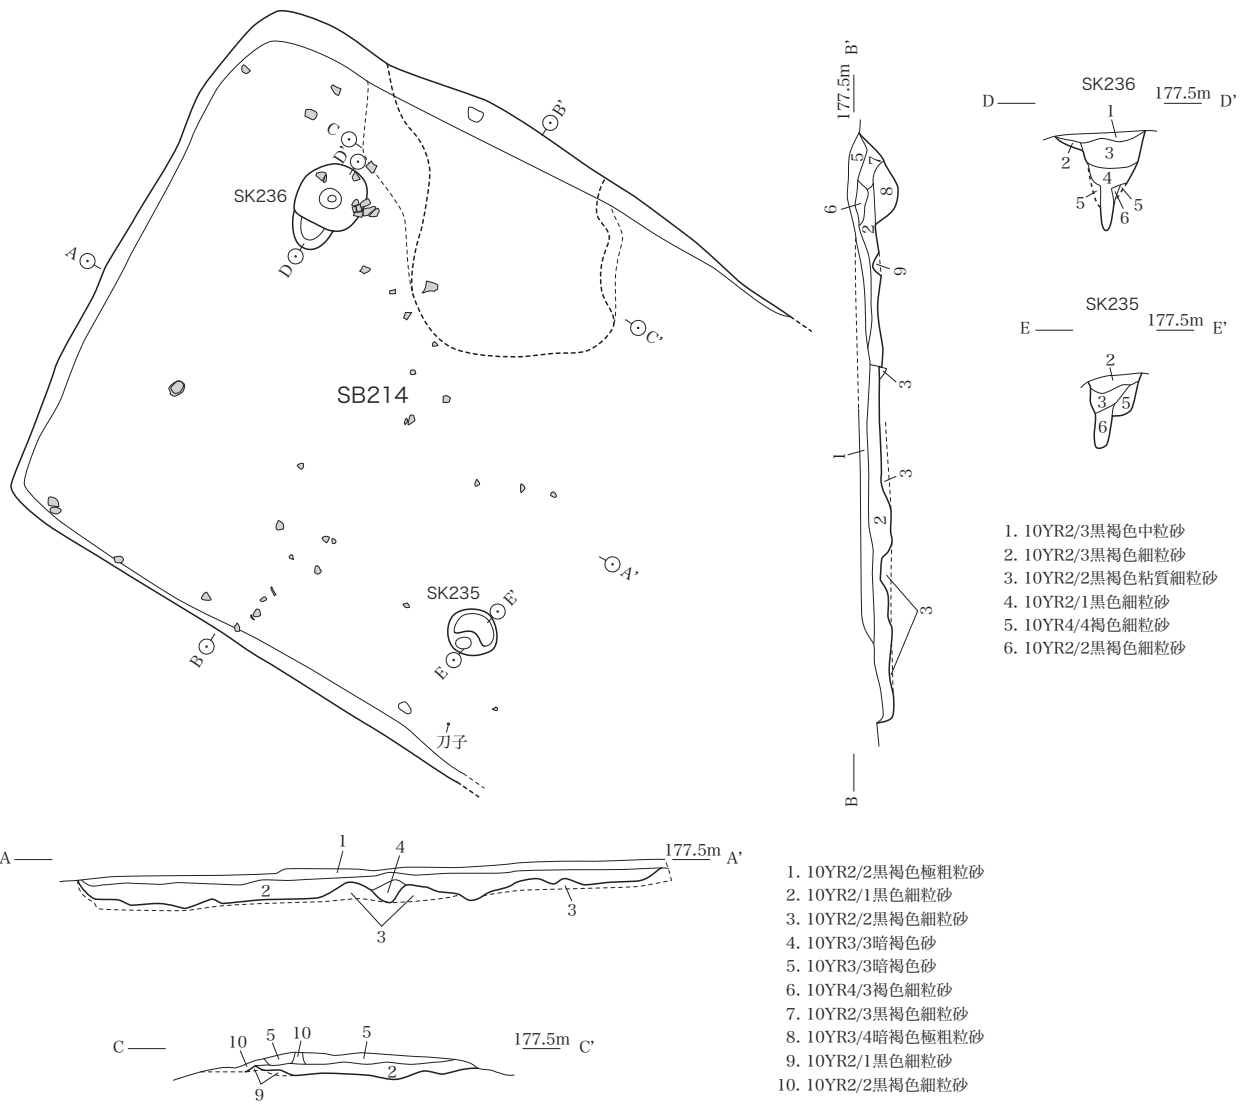 B'
177.5m
SK236
D
177.5m
D'
1
2
3
4
5
5
6
C
D'
B'
SK236
A
D
C'
SB214
5
7
8
6
2
9
3
1
3
2
3
B
SK235
E
177.5m
E'
2
3
5
6
1. 10YR2/3黒褐色中粒砂
2. 10YR2/3黒褐色細粒砂
3. 10YR2/2黒褐色粘質細粒砂
4. 10YR2/1黒色細粒砂
5. 10YR4/4褐色細粒砂
6. 10YR2/2黒褐色細粒砂
A'
SK235
E'
E
B
刀子
A
1
4
177.5m
A'
2
3
3
1. 10YR2/2黒褐色極粗粒砂
2. 10YR2/1黒色細粒砂
3. 10YR2/2黒褐色細粒砂
4. 10YR3/3暗褐色砂
5. 10YR3/3暗褐色砂
6. 10YR4/3褐色細粒砂
7. 10YR2/3黒褐色細粒砂
8. 10YR3/4暗褐色極粗粒砂
9. 10YR2/1黒色細粒砂
10. 10YR2/2黒褐色細粒砂
C
10
5
10
5
177.5m
C'
2
9